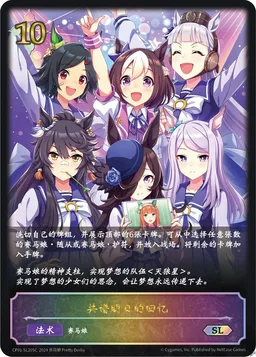 10
洗切自己的牌组，并展示顶部的5张卡牌。可从中选择任意张数
的赛马娘·随从或赛马娘·护符，并放入战场。将剩余的卡牌加
入手牌。
赛马娘的精神支柱，实现梦想的队伍＜天狼星＞。
实现了梦想的少女们的思念，会让梦想永远传递下去。
法术
赛马娘
SL